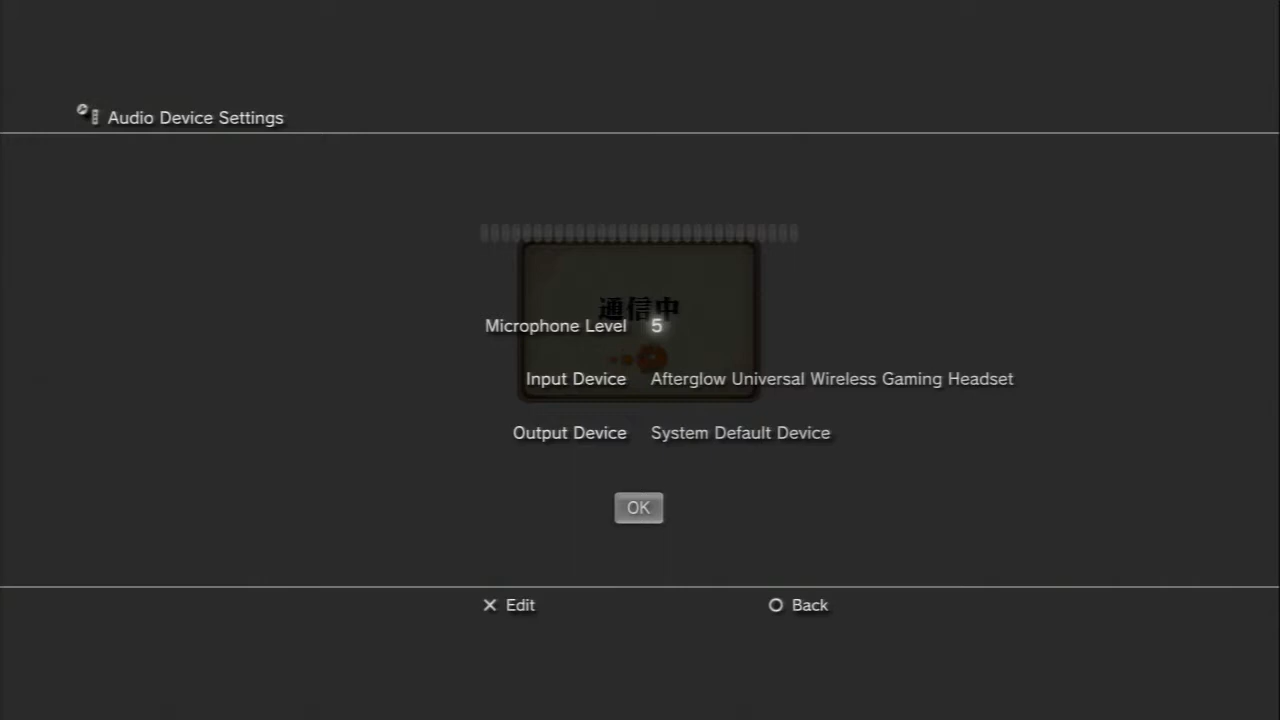 Audio Device Settings
通信中
Microphone Level 5
Input Device Afterglow Universal Wireless Gaming Headset
Output Device System Default Device
OK
Edit Back